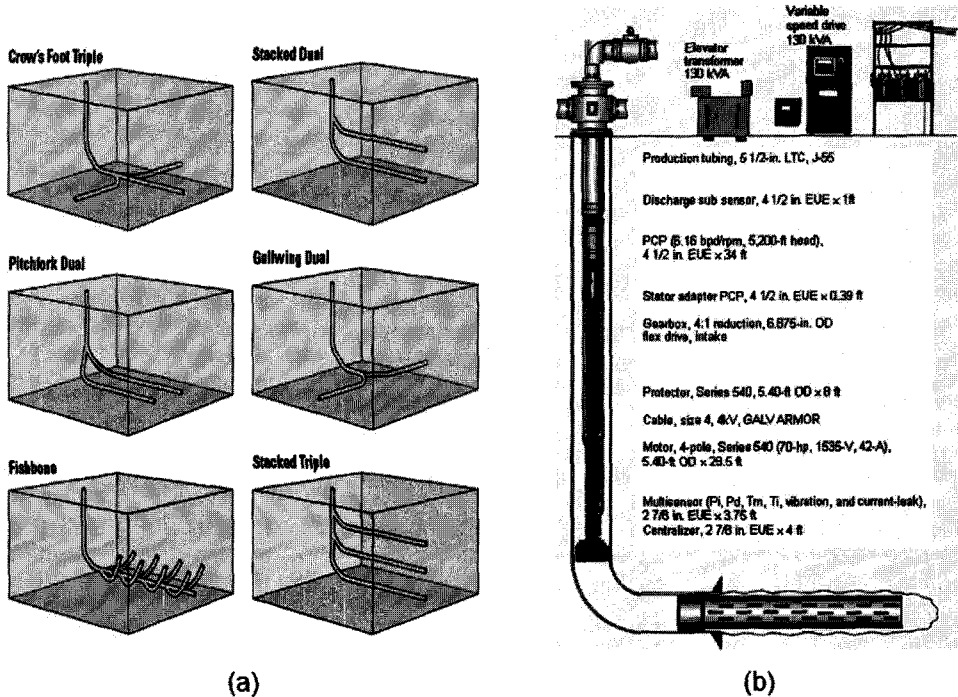 Crow's Foot Triple
Stacked Dual
Pitchfork Dual
Gullwing Dual
Fishbone
Stacked Triple
(a)
Elevator
transformer
130 kVA
Variable
speed drive
130 kVA
Production tubing, 5 1/2-in. LTC, J-55
Discharge sub sensor, 4 1/2 in. EUE × 1ft
PCP (5.16 bpd/rpm, 5,200-ft head),
4 1/2 in. EUE × 34 ft
Stator adapter PCP, 4 1/2 in. EUE × 0.39 ft
Gearbox, 4:1 reduction, 6.875-in. OD
flex drive, intake
Protector, Series 540, 5.40-ft OD × 8 ft
Cable, size 4, 4kV, GALV ARMOR
Motor, 4-pole, Series 540 (70-hp, 1535-V, 42-A),
5.40-ft OD × 29.5 ft
Multisensor (Pi, Pd, Tm, Ti, vibration, and current-leak),
2 7/8 in. EUE × 3.75 ft
Centralizer, 2 7/8 in. EUE × 4 ft
(b)